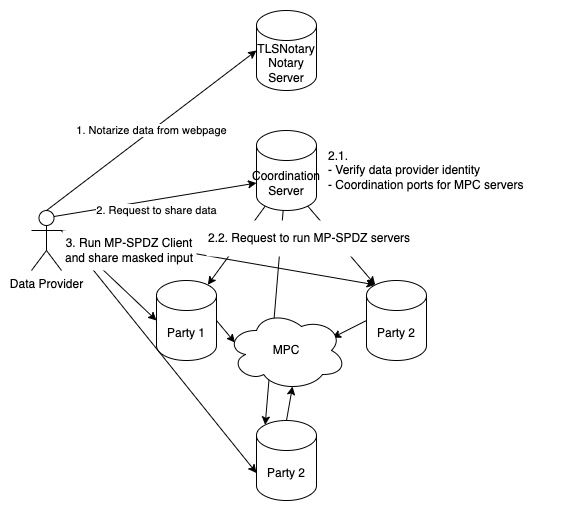 TLSNotary
Notary
Server
1. Notarize data from webpage
Coordination
Server
2.1.
- Verify data provider identity
- Coordination ports for MPC servers
2. Request to share data
2.2. Request to run MP-SPDZ servers
3. Run MP-SPDZ Client
and share masked input
Data Provider
Party 1
Party 2
MPC
Party 2